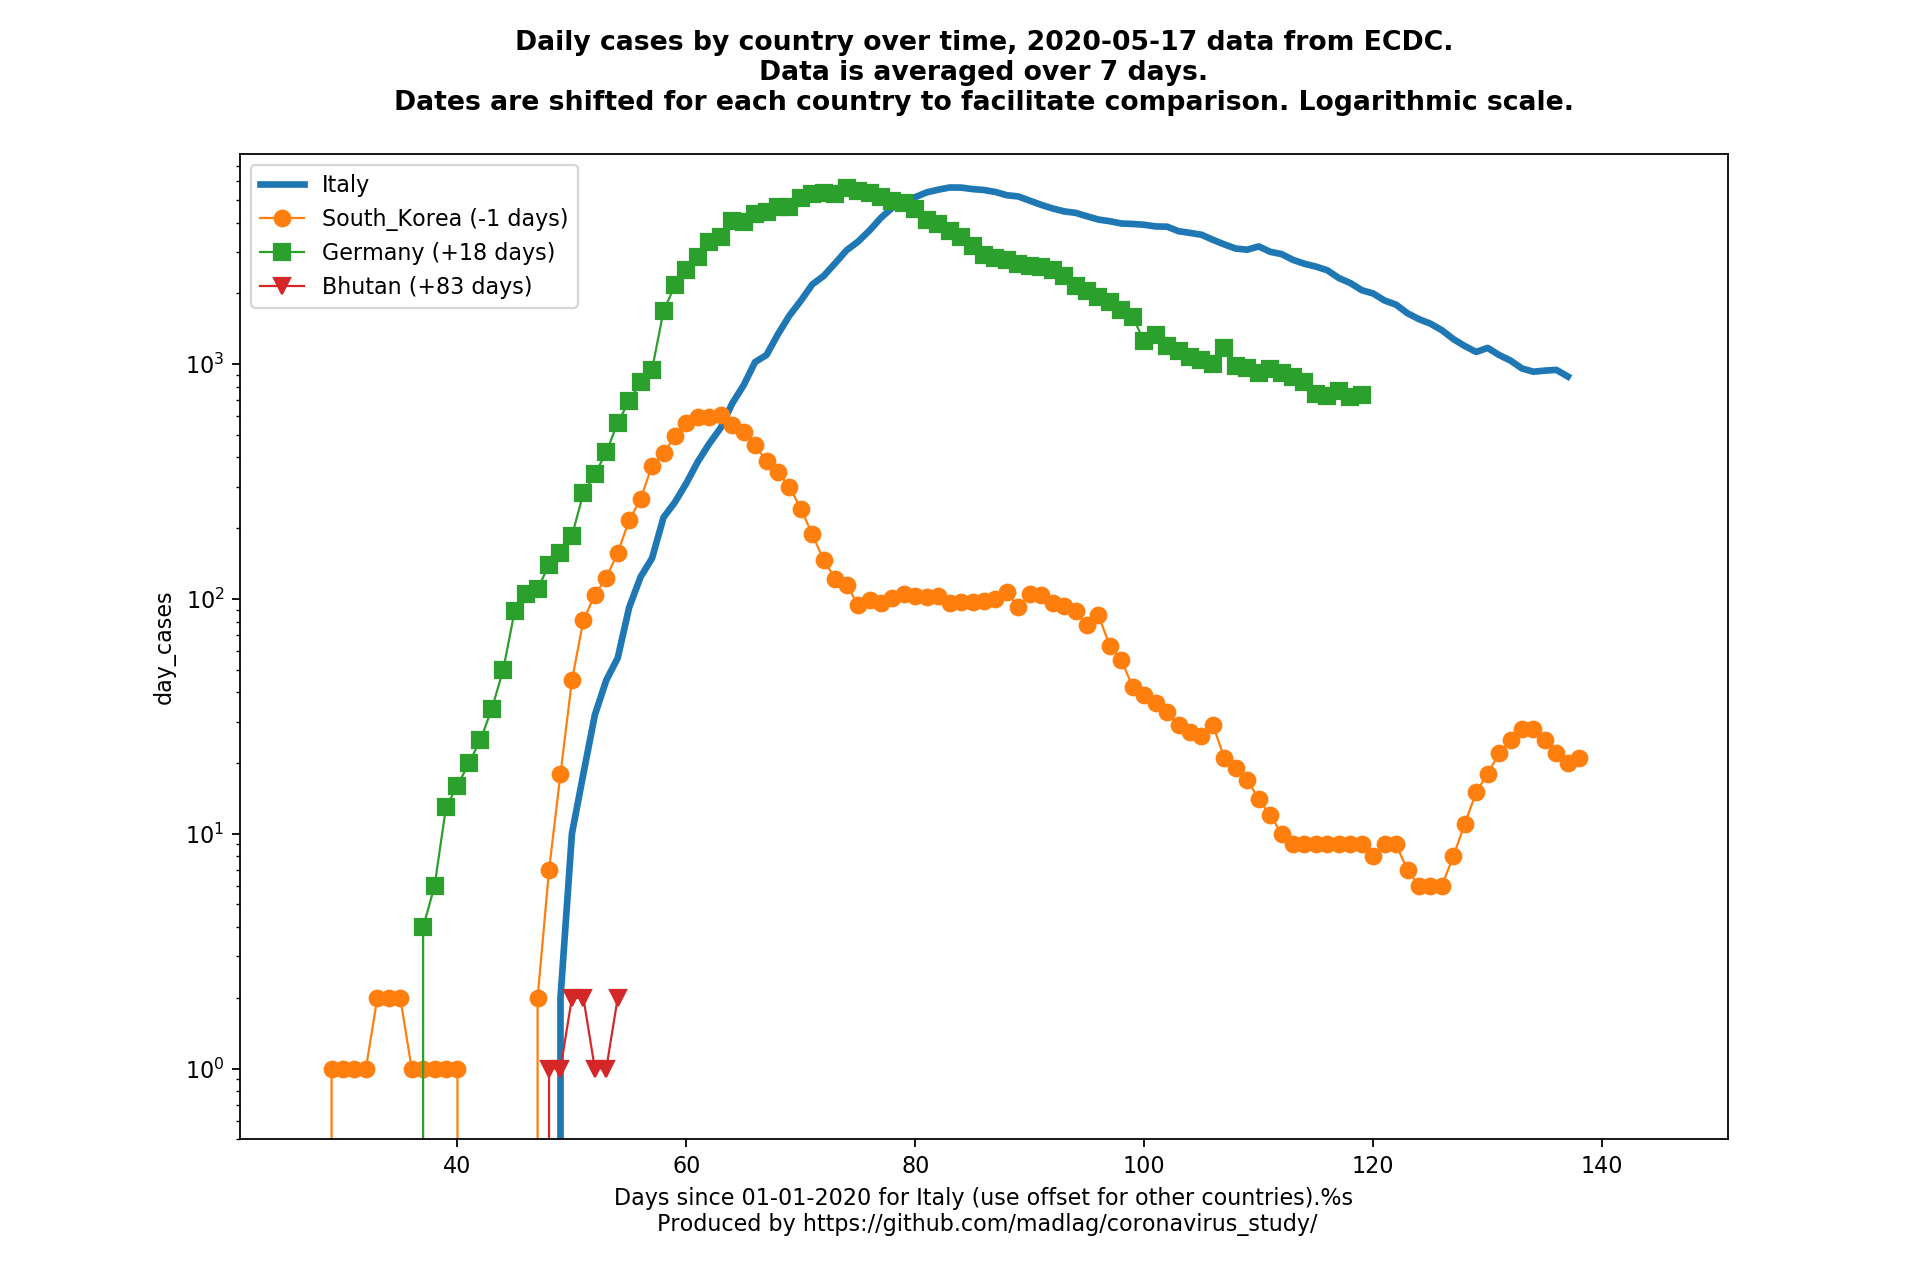 Daily cases by country over time, 2020-05-17 data from ECDC.
Data is averaged over 7 days.
Dates are shifted for each country to facilitate comparison. Logarithmic scale.
Italy
South_Korea (-1 days)
Germany (+18 days)
Bhutan (+83 days)
10³
10²
10¹
10⁰
day_cases
40 60 80 100 120 140
Days since 01-01-2020 for Italy (use offset for other countries).%s
Produced by https://github.com/madlag/coronavirus_study/